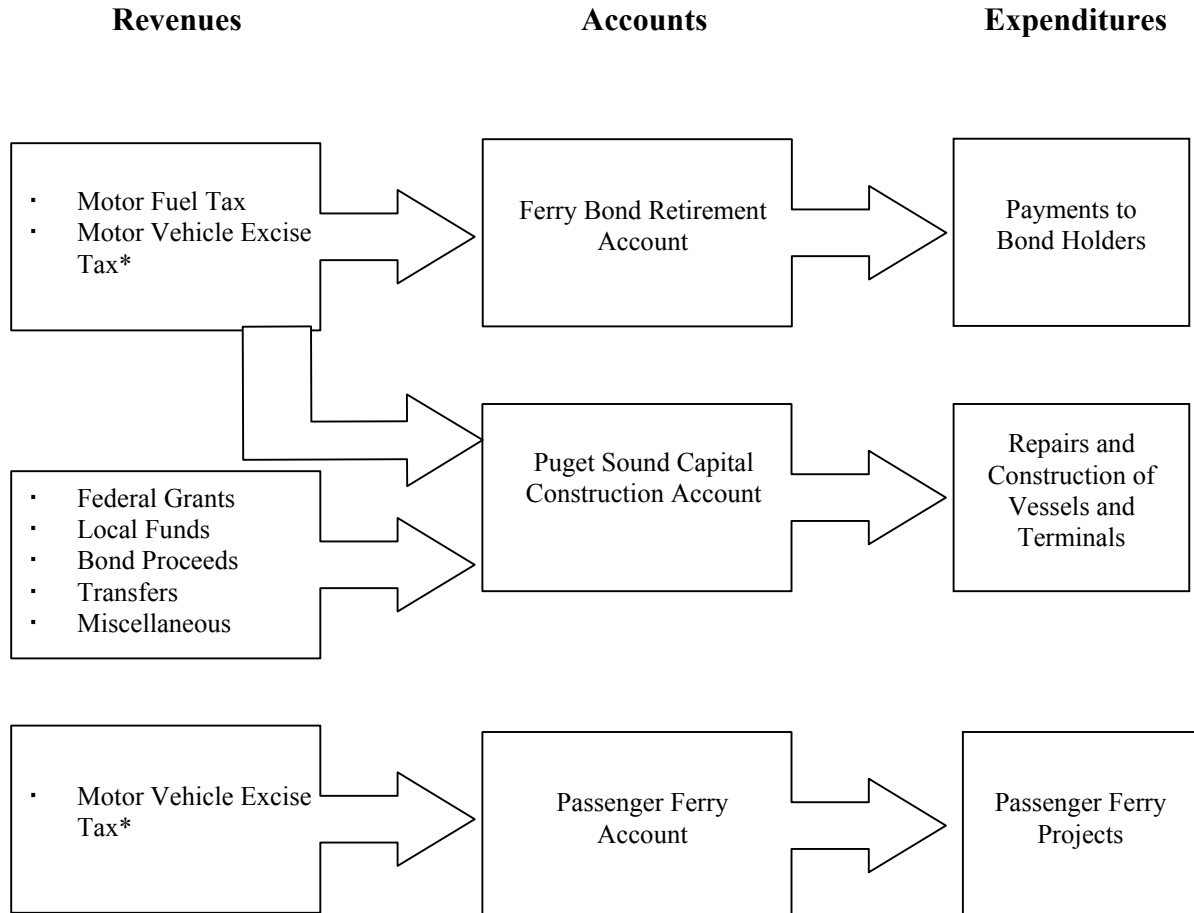 Revenues Accounts Expenditures
· Motor Fuel Tax
· Motor Vehicle Excise
Tax*
Ferry Bond Retirement
Account
Payments to
Bond Holders
· Federal Grants
· Local Funds
· Bond Proceeds
· Transfers
· Miscellaneous
Puget Sound Capital
Construction Account
Repairs and
Construction of
Vessels and
Terminals
· Motor Vehicle Excise
Tax*
Passenger Ferry
Account
Passenger Ferry
Projects